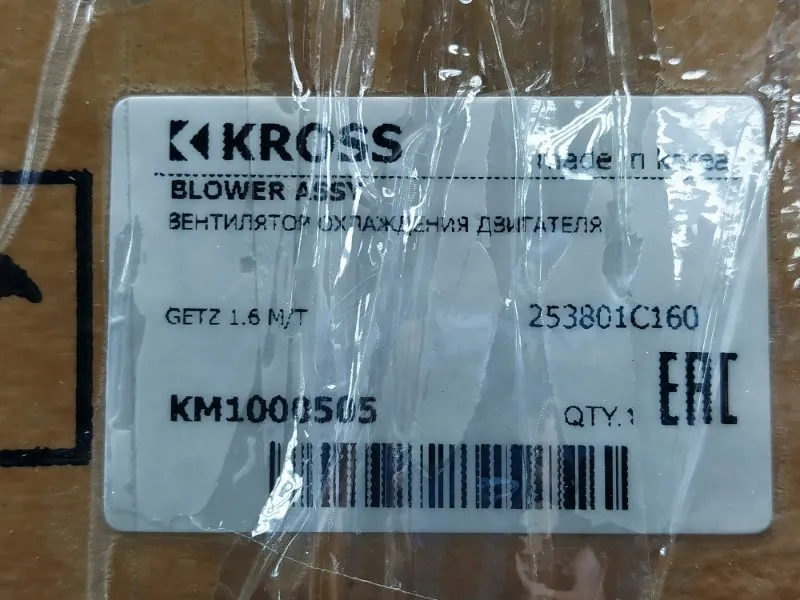 KROSS
made in korea
BLOWER ASSY
ВЕНТИЛЯТОР ОХЛАЖДЕНИЯ ДВИГАТЕЛЯ
GETZ 1.6 M/T 253801C160
KM1000505 QTY.1 EAC